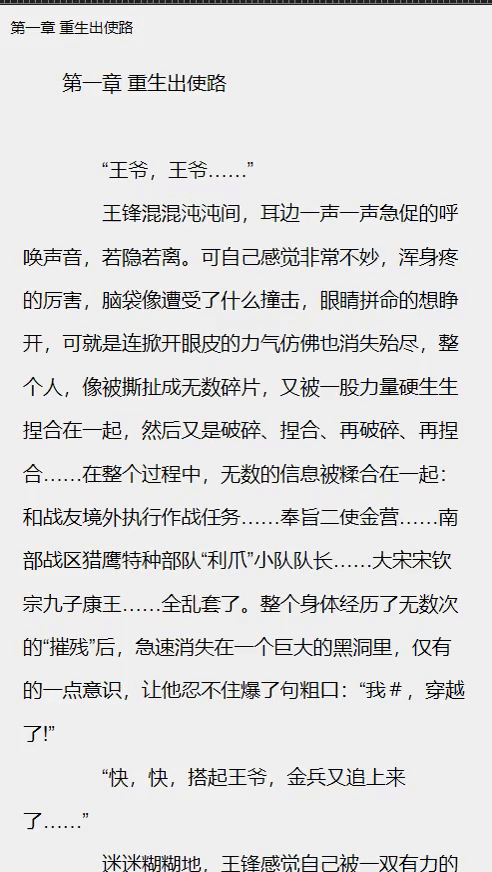 第一章 重生出使路
第一章 重生出使路
“王爷，王爷……”
王锋混混沌沌间，耳边一声一声急促的呼
唤声音，若隐若离。可自己感觉非常不妙，浑身疼
的厉害，脑袋像遭受了什么撞击，眼睛拼命的想睁
开，可就是连掀开眼皮的力气仿佛也消失殆尽，整
个人，像被撕扯成无数碎片，又被一股力量硬生生
捏合在一起，然后又是破碎、捏合、再破碎、再捏
合……在整个过程中，无数的信息被糅合在一起：
和战友境外执行作战任务……奉旨二使金营……南
部战区猎鹰特种部队“利爪”小队队长……大宋宋钦
宗九子康王……全乱套了。整个身体经历了无数次
的“摧残”后，急速消失在一个巨大的黑洞里，仅有
的一点意识，让他忍不住爆了句粗口：“我＃，穿越
了!”
“快，快，搭起王爷，金兵又追上来
了……”
迷迷糊糊地，王锋感觉自己被一双有力的